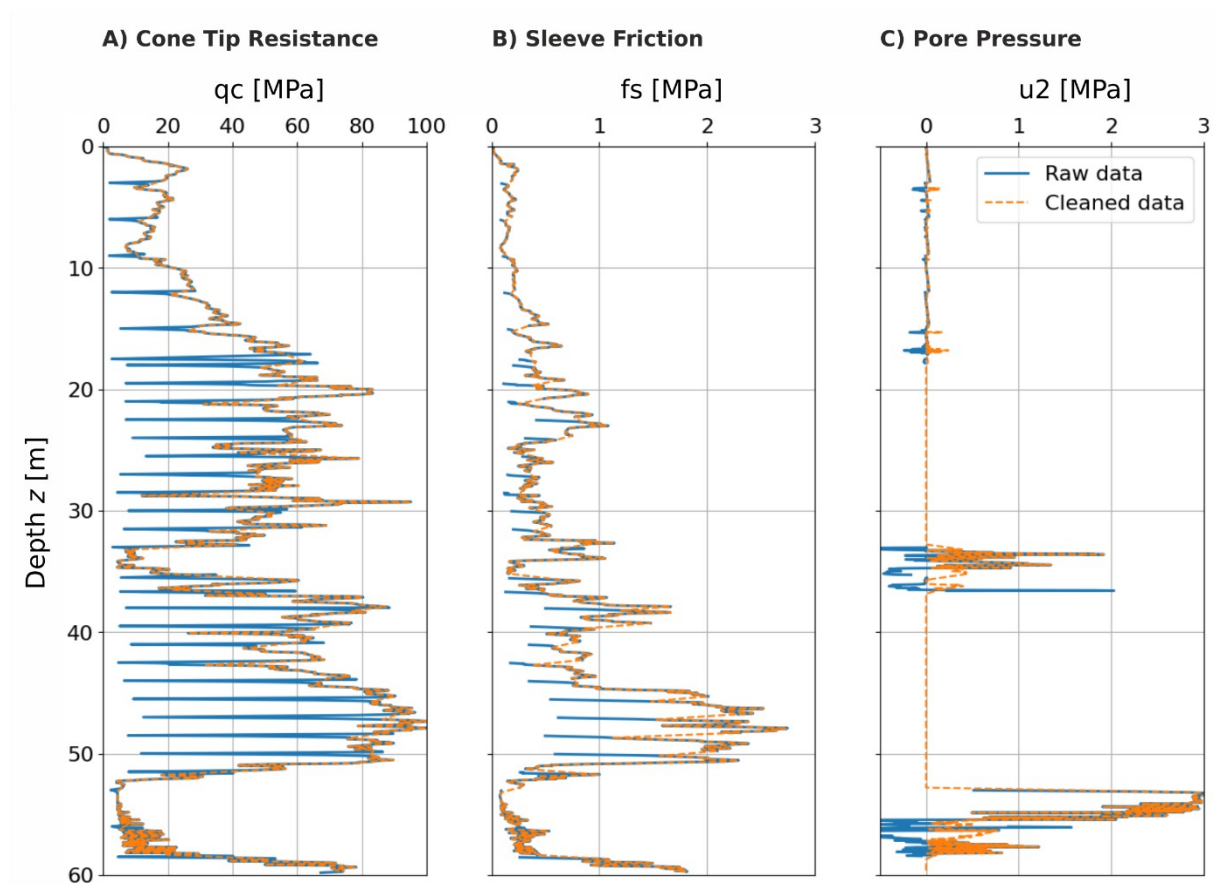 A) Cone Tip Resistance
B) Sleeve Friction
C) Pore Pressure
qc [MPa]
fs [MPa]
u2 [MPa]
0 20 40 60 80 100
0 1 2 3
0 1 2 3
0
10
20
30
40
50
60
Depth z [m]
Raw data
Cleaned data